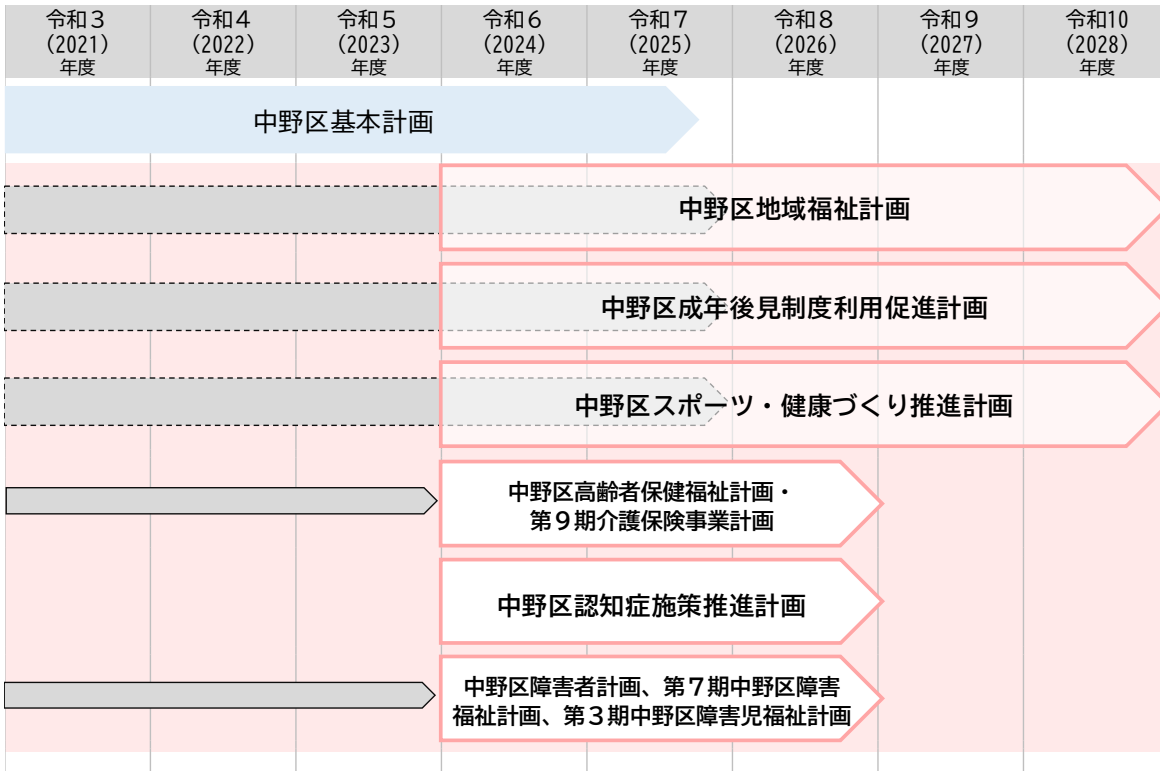 令和３
（2021）
年度
令和４
（2022）
年度
令和５
（2023）
年度
令和６
（2024）
年度
令和７
（2025）
年度
令和８
（2026）
年度
令和９
（2027）
年度
令和10
（2028）
年度
中野区基本計画
中野区地域福祉計画
中野区成年後見制度利用促進計画
中野区スポーツ・健康づくり推進計画
中野区高齢者保健福祉計画・
第９期介護保険事業計画
中野区認知症施策推進計画
中野区障害者計画、第７期中野区障害
福祉計画、第３期中野区障害児福祉計画